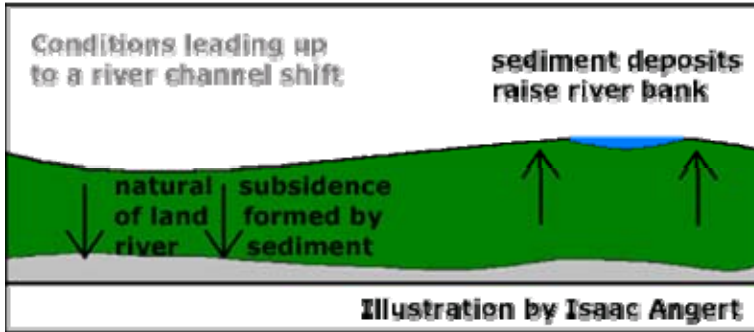 Conditions leading up
to a river channel shift
sediment deposits
raise river bank
natural subsidence
of land formed by
river sediment
Illustration by Isaac Angert